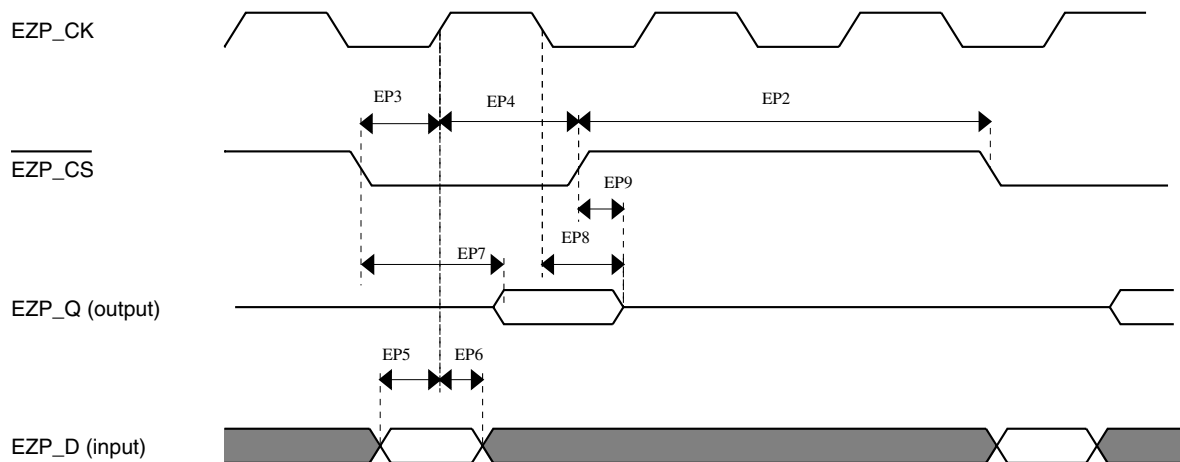 EZP_CK
EP3
EP4
EP2
EZP_CS
EP9
EP8
EP7
EZP_Q (output)
EP5
EP6
EZP_D (input)